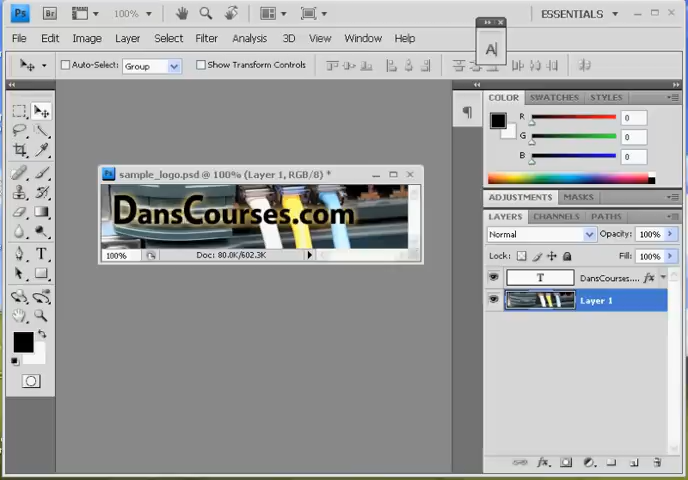 Ps Br 100% ESSENTIALS
File Edit Image Layer Select Filter Analysis 3D View Window Help
Auto-Select: Group Show Transform Controls
A
COLOR SWATCHES STYLES
R 0
G 0
B 0
sample_logo.psd @ 100% (Layer 1, RGB/8) *
DansCourses.com
100% Doc: 80.0K/602.3K
ADJUSTMENTS MASKS
LAYERS CHANNELS PATHS
Normal Opacity: 100%
Lock: Fill: 100%
T DansCourses.... fx
Layer 1